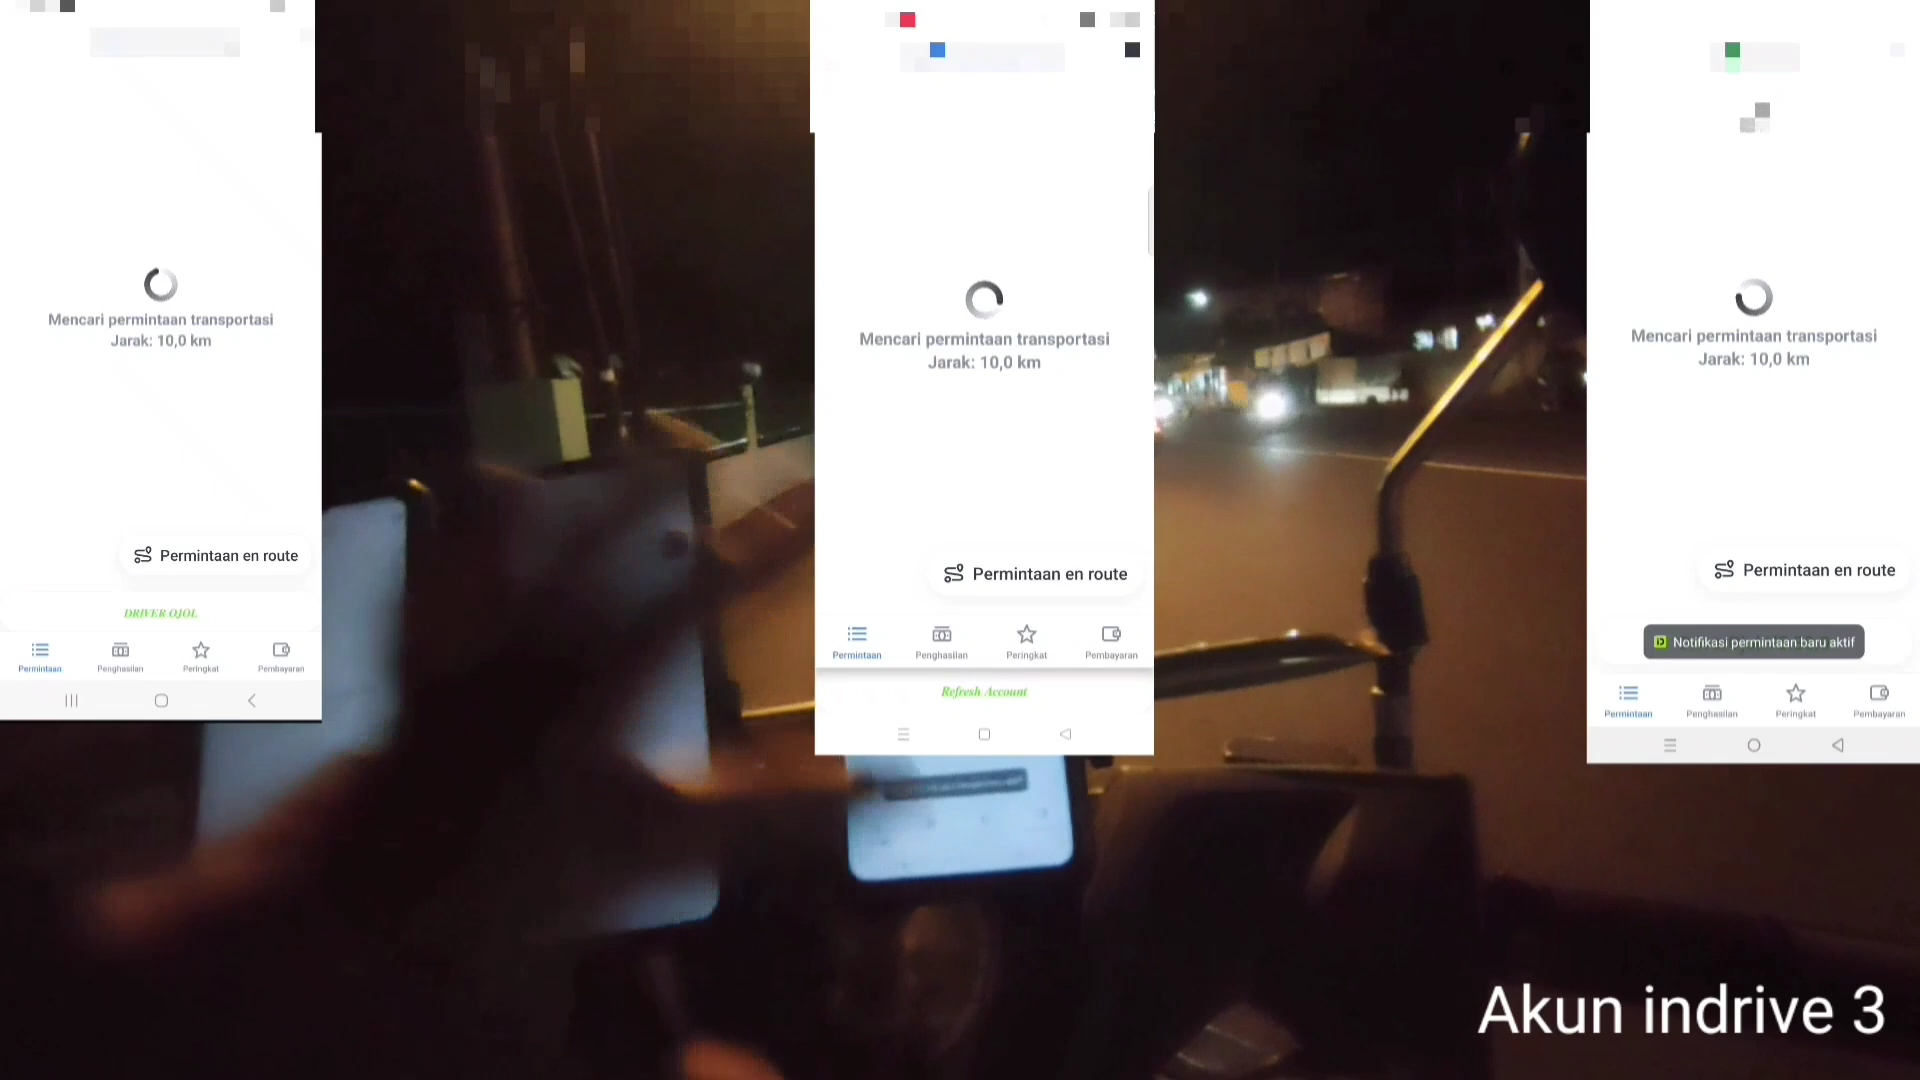 Mencari permintaan transportasi
Jarak: 10,0 km
Permintaan en route
DRIVER OJOL
Permintaan
Penghasilan
Peringkat
Pembayaran
Mencari permintaan transportasi
Jarak: 10,0 km
Permintaan en route
Permintaan
Penghasilan
Peringkat
Pembayaran
Refresh Account
Mencari permintaan transportasi
Jarak: 10,0 km
Permintaan en route
Notifikasi permintaan baru aktif
Permintaan
Penghasilan
Peringkat
Pembayaran
Akun indrive 3